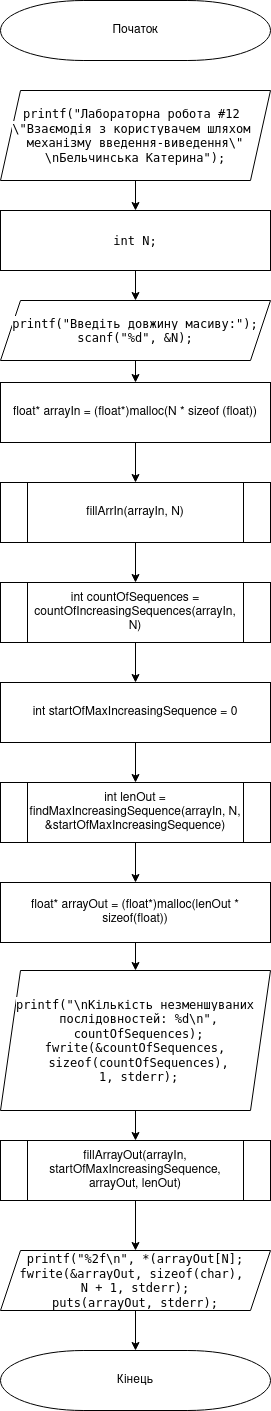 Початок
printf("Лабораторна робота #12
\"Взаємодія з користувачем шляхом
механізму введення-виведення\"
\nБельчинська Катерина");
int N;
printf("Введіть довжину масиву:");
scanf("%d", &N);
float* arrayIn = (float*)malloc(N * sizeof (float))
fillArrIn(arrayIn, N)
int countOfSequences =
countOfIncreasingSequences(arrayIn,
N)
int startOfMaxIncreasingSequence = 0
int lenOut =
findMaxIncreasingSequence(arrayIn, N,
&startOfMaxIncreasingSequence)
float* arrayOut = (float*)malloc(lenOut *
sizeof(float))
printf("\nКількість незменшуваних
послідовностей: %d\n",
countOfSequences);
fwrite(&countOfSequences,
sizeof(countOfSequences),
1, stderr);
fillArrayOut(arrayIn,
startOfMaxIncreasingSequence,
arrayOut, lenOut)
printf("%2f\n", *(arrayOut[N];
fwrite(&arrayOut, sizeof(char),
N + 1, stderr);
puts(arrayOut, stderr);
Кінець